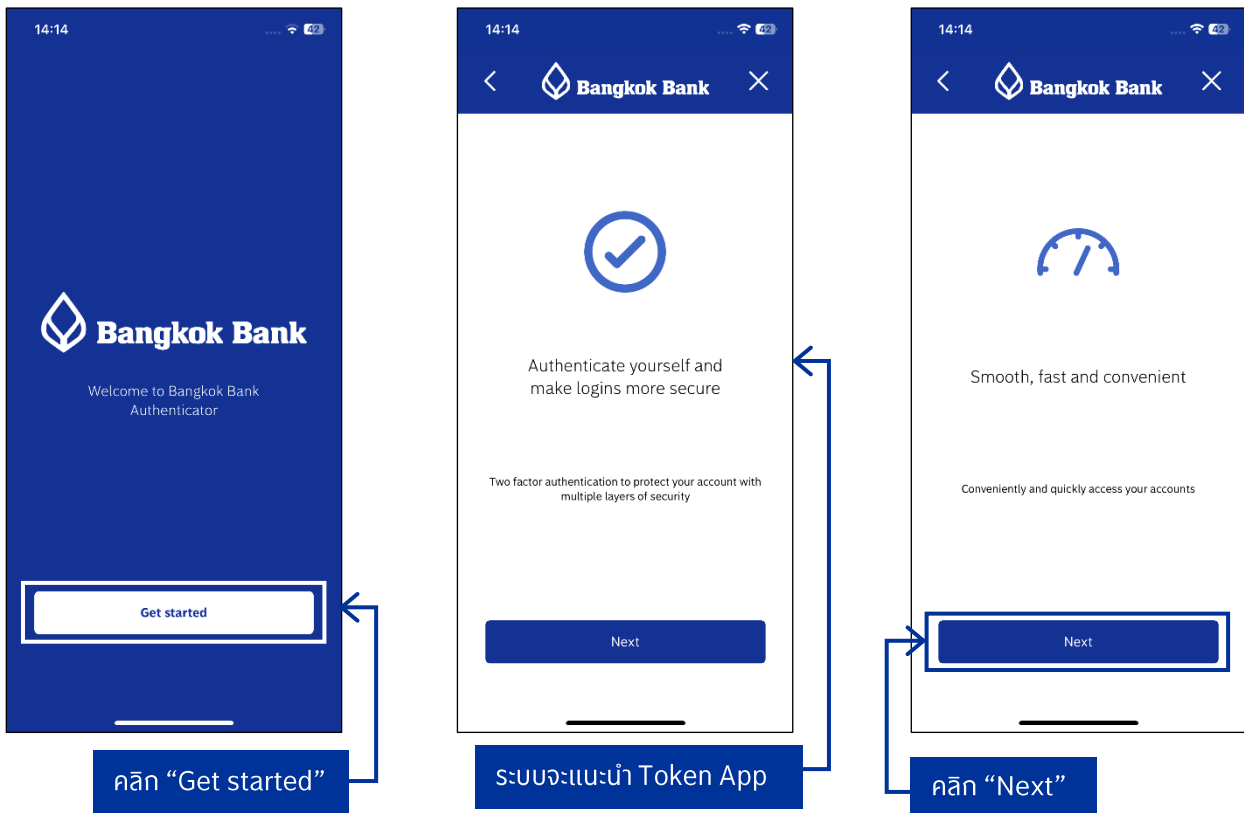 14:14
42
Bangkok Bank
Welcome to Bangkok Bank
Authenticator
Get started
คลิก “Get started”
14:14
42
Bangkok Bank
Authenticate yourself and
make logins more secure
Two factor authentication to protect your account with
multiple layers of security
Next
ระบบจะแนะนำ Token App
14:14
42
Bangkok Bank
Smooth, fast and convenient
Conveniently and quickly access your accounts
Next
คลิก “Next”